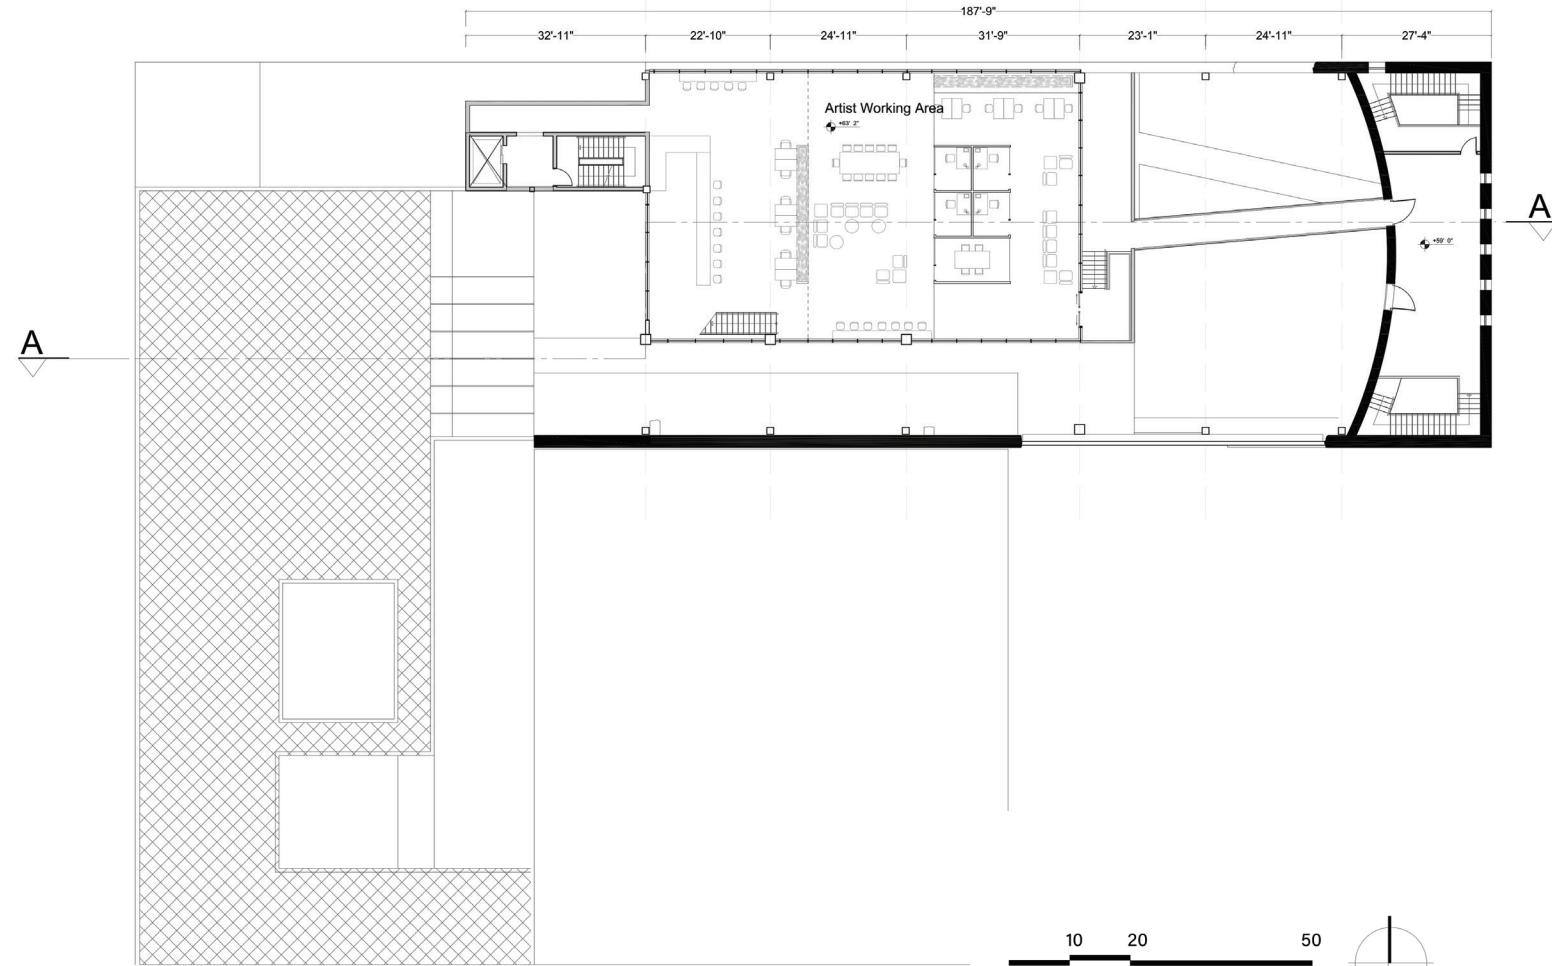 187'-9"
32'-11" 22'-10" 24'-11" 31'-9" 23'-1" 24'-11" 27'-4"
Artist Working Area
+63' 2"
A
+59' 0"
A
10 20 50